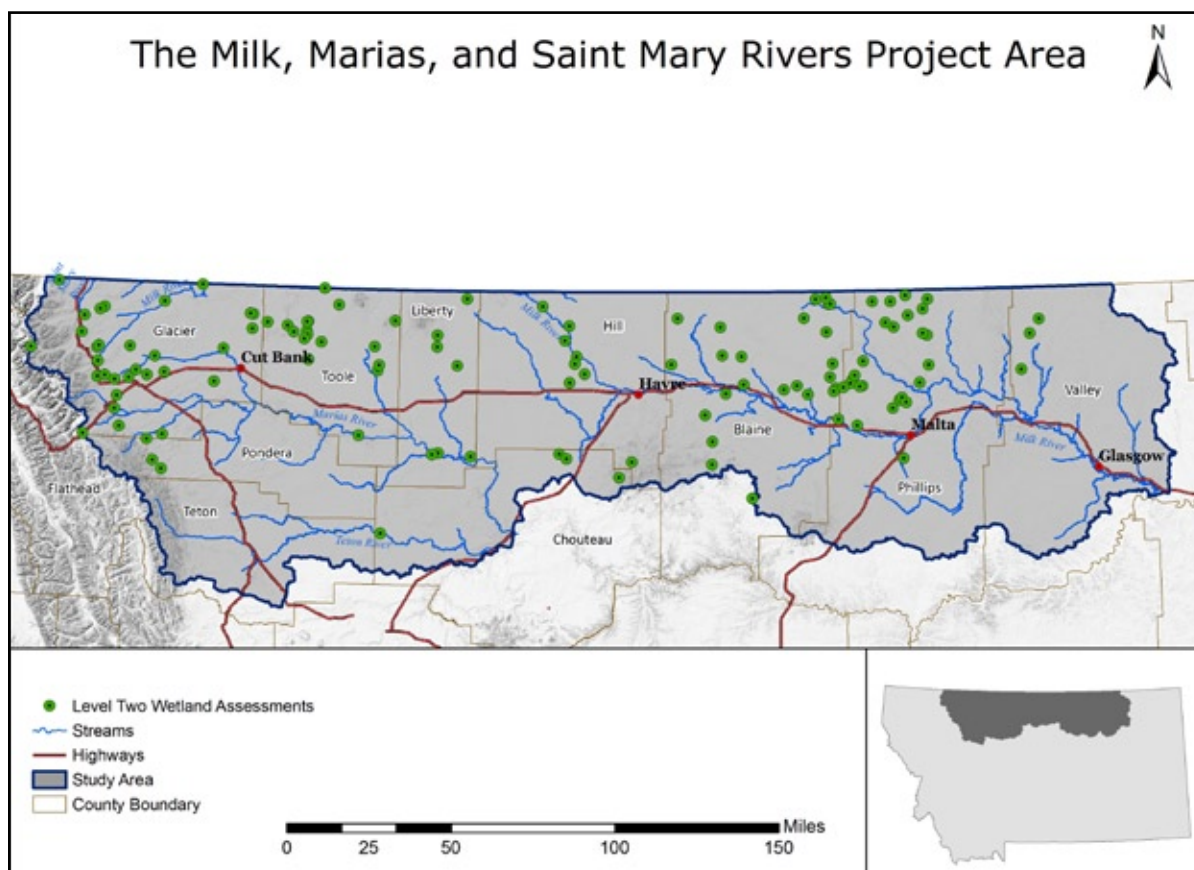 The Milk, Marias, and Saint Mary Rivers Project Area
N
Milk River
Glacier
Liberty
Milk River
Hill
Cut Bank
Toole
Havre
Valley
Marias River
Blaine
Malta
Milk River
Pondera
Glasgow
Flathead
Phillips
Teton
Teton River
Chouteau
Level Two Wetland Assessments
Streams
Highways
Study Area
County Boundary
Miles
0 25 50 100 150